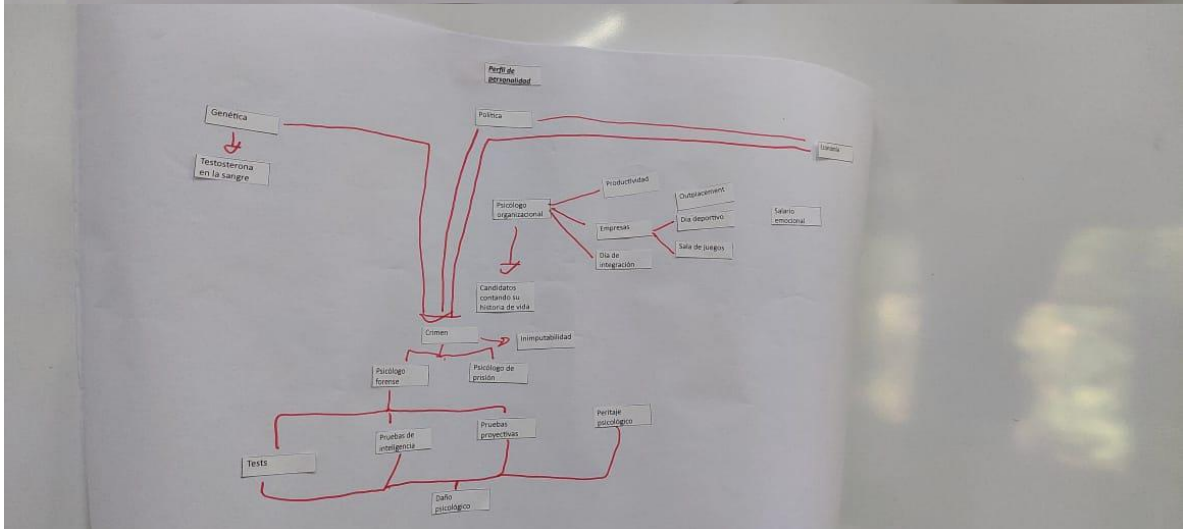 Perfil de
personalidad
Genética
Política
Testosterona
en la sangre
Productividad
Outplacement
Psicólogo
organizacional
Salario
emocional
Empresas
Día deportivo
Día de
integración
Sala de juegos
Candidatos
contando su
historia de vida
Crimen
Inimputabilidad
Psicólogo
forense
Psicólogo de
prisión
Peritaje
psicológico
Pruebas de
inteligencia
Pruebas
proyectivas
Tests
Daño
psicológico